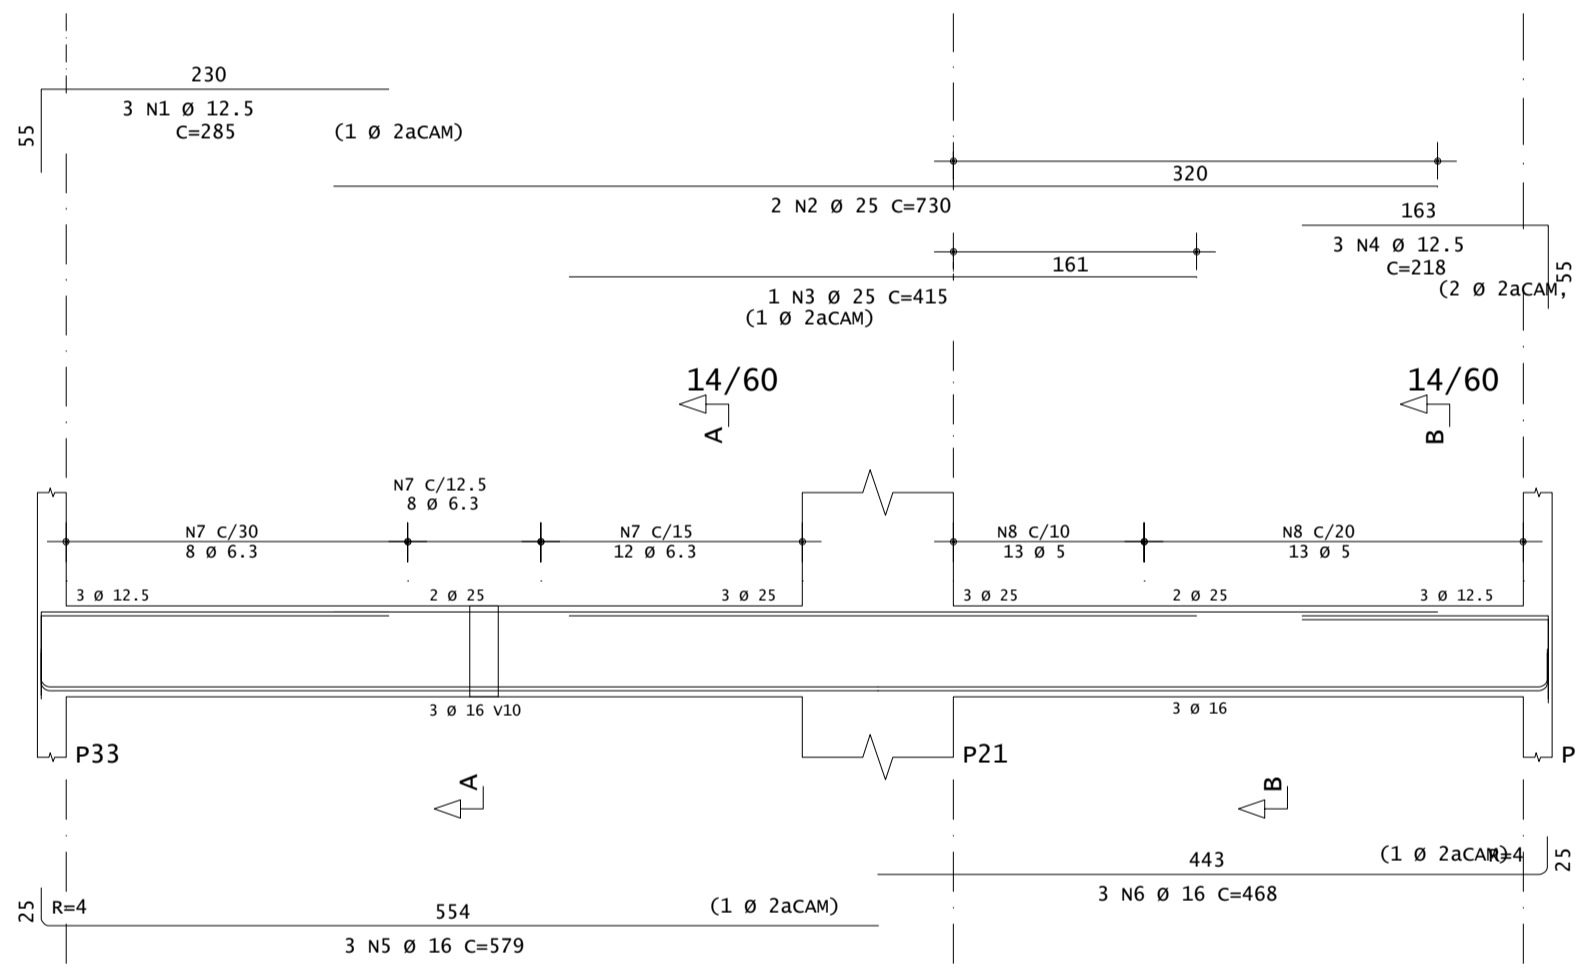 230
3 N1 Ø 12.5
C=285
(1 Ø 2aCAM)
55
320
2 N2 Ø 25 C=730
163
3 N4 Ø 12.5
C=218
(2 Ø 2aCAM,
55
161
1 N3 Ø 25 C=415
(1 Ø 2aCAM)
14/60
A
14/60
B
N7 C/12.5
8 Ø 6.3
N7 C/30
8 Ø 6.3
N7 C/15
12 Ø 6.3
N8 C/10
13 Ø 5
N8 C/20
13 Ø 5
3 Ø 12.5
2 Ø 25
3 Ø 25
3 Ø 25
2 Ø 25
3 Ø 12.5
3 Ø 16 V10
3 Ø 16
P33
P21
P
A
B
443
(1 Ø 2aCAM)
R=4
25
3 N6 Ø 16 C=468
25
R=4
554
(1 Ø 2aCAM)
3 N5 Ø 16 C=579